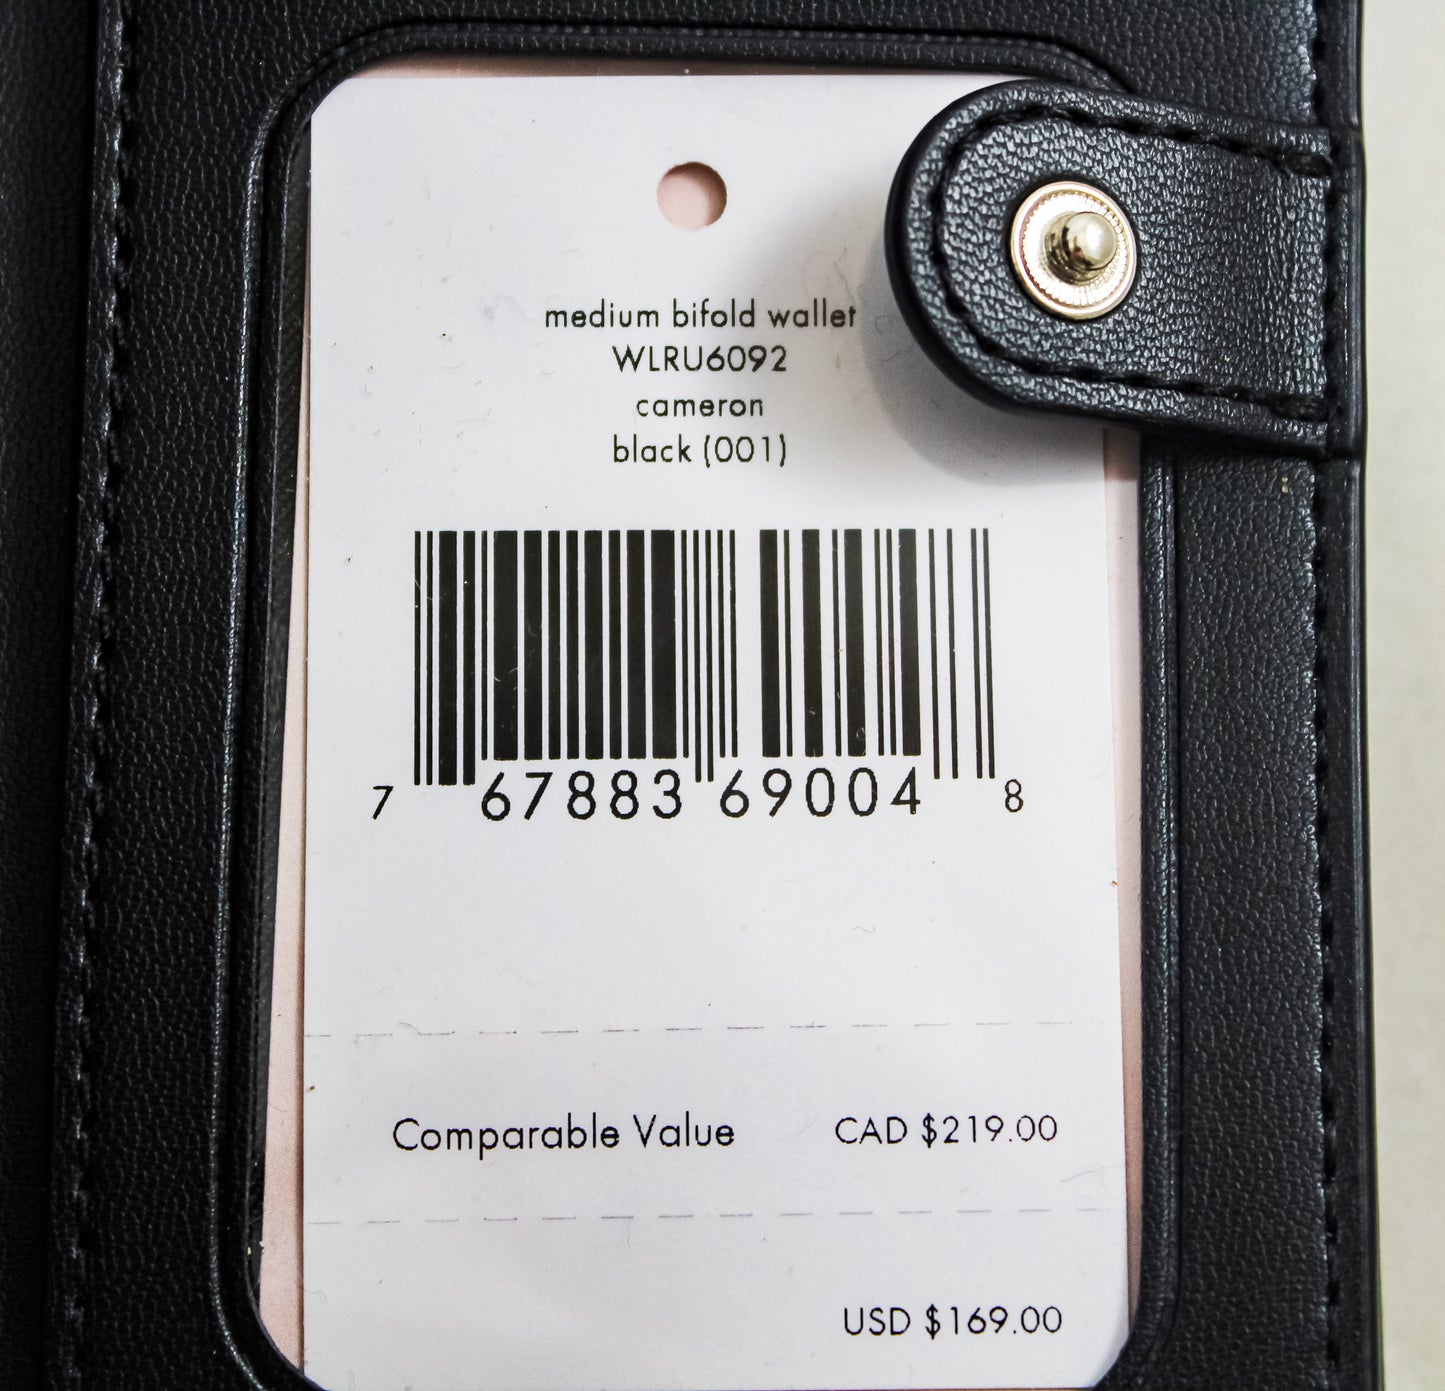 medium bifold wallet
WLRU6092
cameron
black (001)
7 67883 69004 8
Comparable Value CAD $219.00
USD $169.00